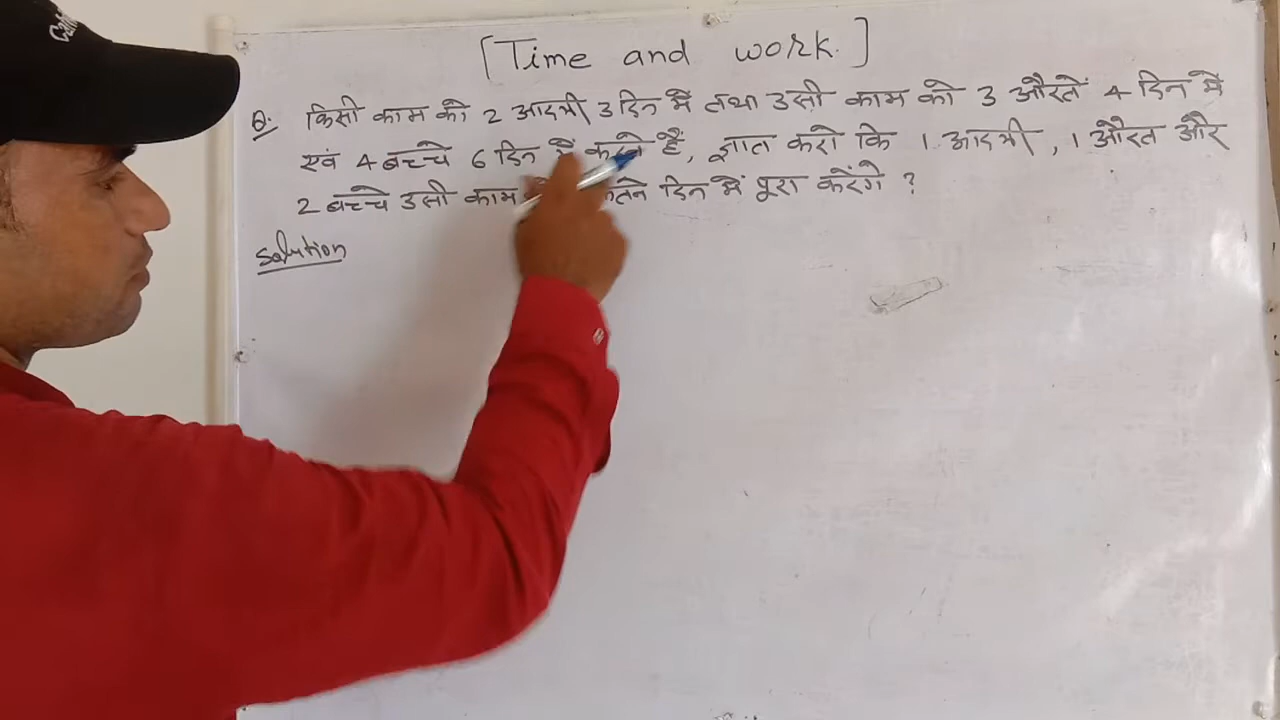 [Time and work.]
Q. किसी काम को 2 आदमी 3 दिन में तथा उसी काम को 3 औरतें 4 दिन में
एवं 4 बच्चे 6 दिन में करते हैं, ज्ञात करो कि 1 आदमी, 1 औरत और
2 बच्चे उसी काम दिन में पूरा करेंगे ?
Solution